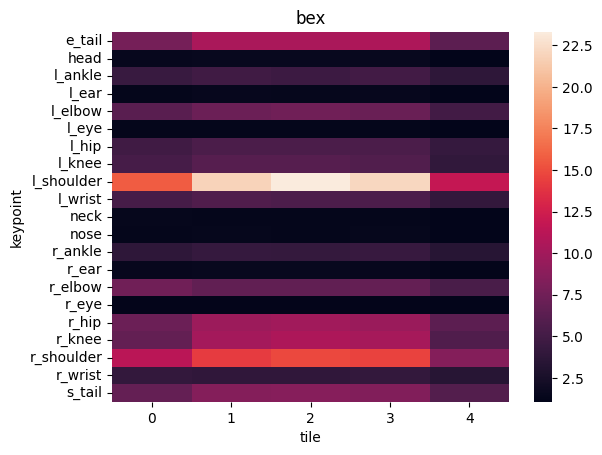 bex
keypoint
e_tail
head
l_ankle
l_ear
l_elbow
l_eye
l_hip
l_knee
l_shoulder
l_wrist
neck
nose
r_ankle
r_ear
r_elbow
r_eye
r_hip
r_knee
r_shoulder
r_wrist
s_tail
0 1 2 3 4
tile
22.5
20.0
17.5
15.0
12.5
10.0
7.5
5.0
2.5